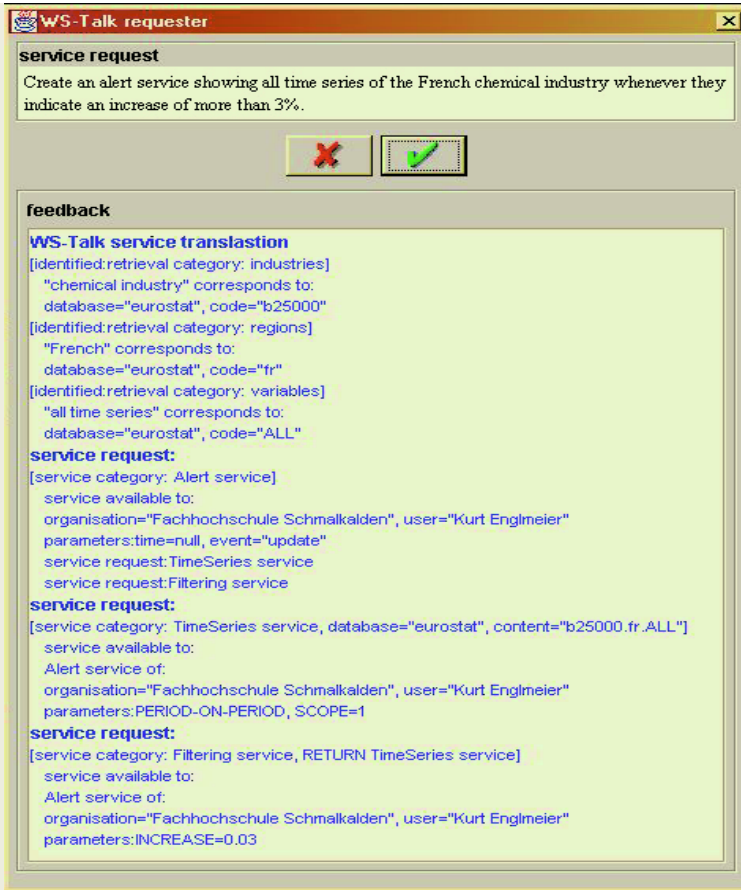 WS-Talk requester
service request
Create an alert service showing all time series of the French chemical industry whenever they
indicate an increase of more than 3%.
feedback
WS-Talk service translastion
[identified:retrieval category: industries]
"chemical industry" corresponds to:
database="eurostat", code="b25000"
[identified:retrieval category: regions]
"French" corresponds to:
database="eurostat", code="fr"
[identified:retrieval category: variables]
"all time series" corresponds to:
database="eurostat", code="ALL"
service request:
[service category: Alert service]
service available to:
organisation="Fachhochschule Schmalkalden", user="Kurt Englmeier"
parameters:time=null, event="update"
service request:TimeSeries service
service request:Filtering service
service request:
[service category: TimeSeries service, database="eurostat", content="b25000.fr.ALL"]
service available to:
Alert service of:
organisation="Fachhochschule Schmalkalden", user="Kurt Englmeier"
parameters:PERIOD-ON-PERIOD, SCOPE=1
service request:
[service category: Filtering service, RETURN TimeSeries service]
service available to:
Alert service of:
organisation="Fachhochschule Schmalkalden", user="Kurt Englmeier"
parameters:INCREASE=0.03